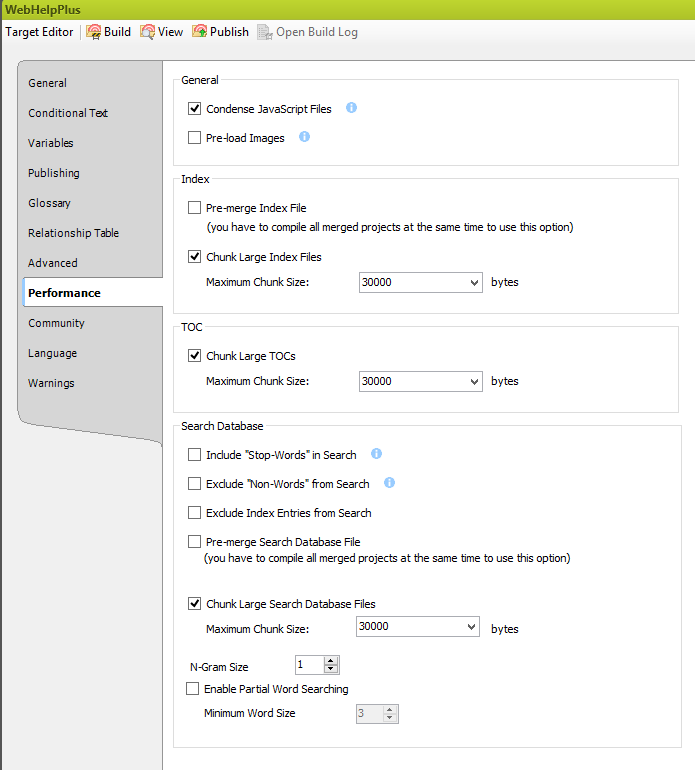 WebHelpPlus
Target Editor Build View Publish Open Build Log
General
Conditional Text
Variables
Publishing
Glossary
Relationship Table
Advanced
Performance
Community
Language
Warnings
General
Condense JavaScript Files
Pre-load Images
Index
Pre-merge Index File
(you have to compile all merged projects at the same time to use this option)
Chunk Large Index Files
Maximum Chunk Size: 30000 bytes
TOC
Chunk Large TOCs
Maximum Chunk Size: 30000 bytes
Search Database
Include "Stop-Words" in Search
Exclude "Non-Words" from Search
Exclude Index Entries from Search
Pre-merge Search Database File
(you have to compile all merged projects at the same time to use this option)
Chunk Large Search Database Files
Maximum Chunk Size: 30000 bytes
N-Gram Size 1
Enable Partial Word Searching
Minimum Word Size 3